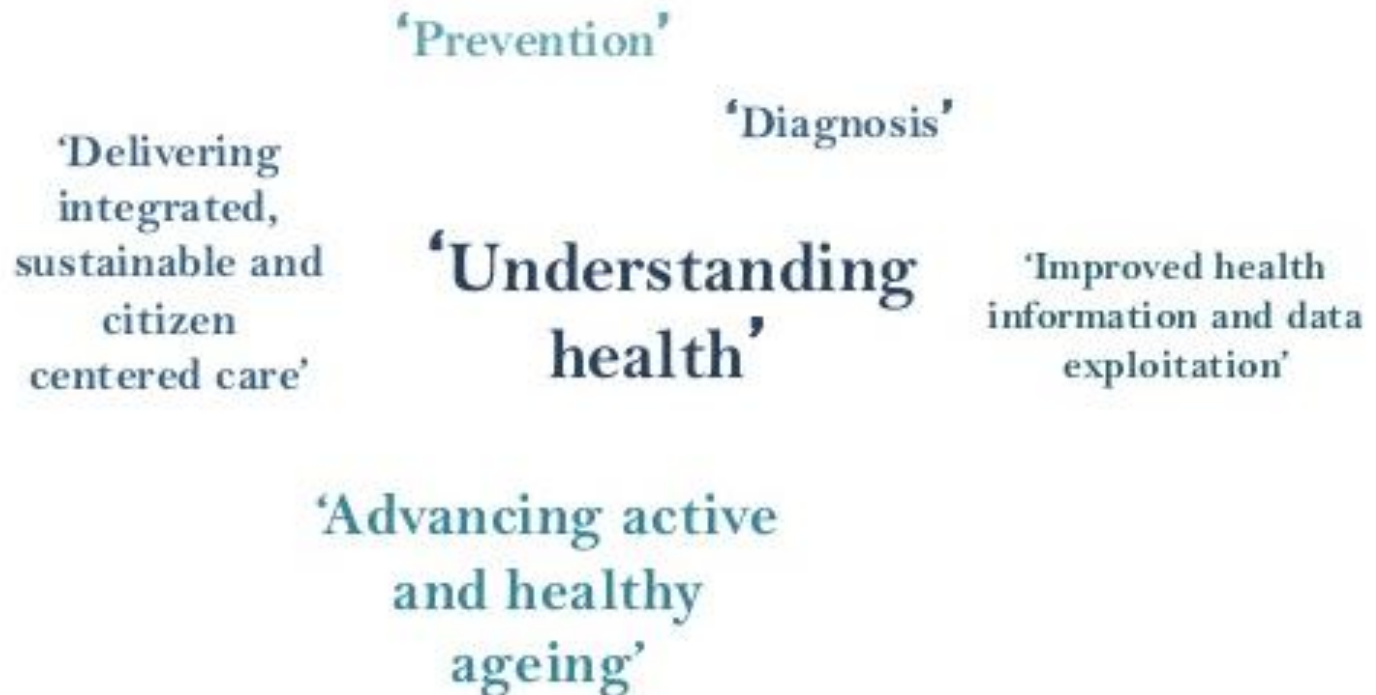 ‘Prevention’
‘Diagnosis’
‘Delivering
integrated,
sustainable and
citizen
centered care’
‘Understanding
health’
‘Improved health
information and data
exploitation’
‘Advancing active
and healthy
ageing’